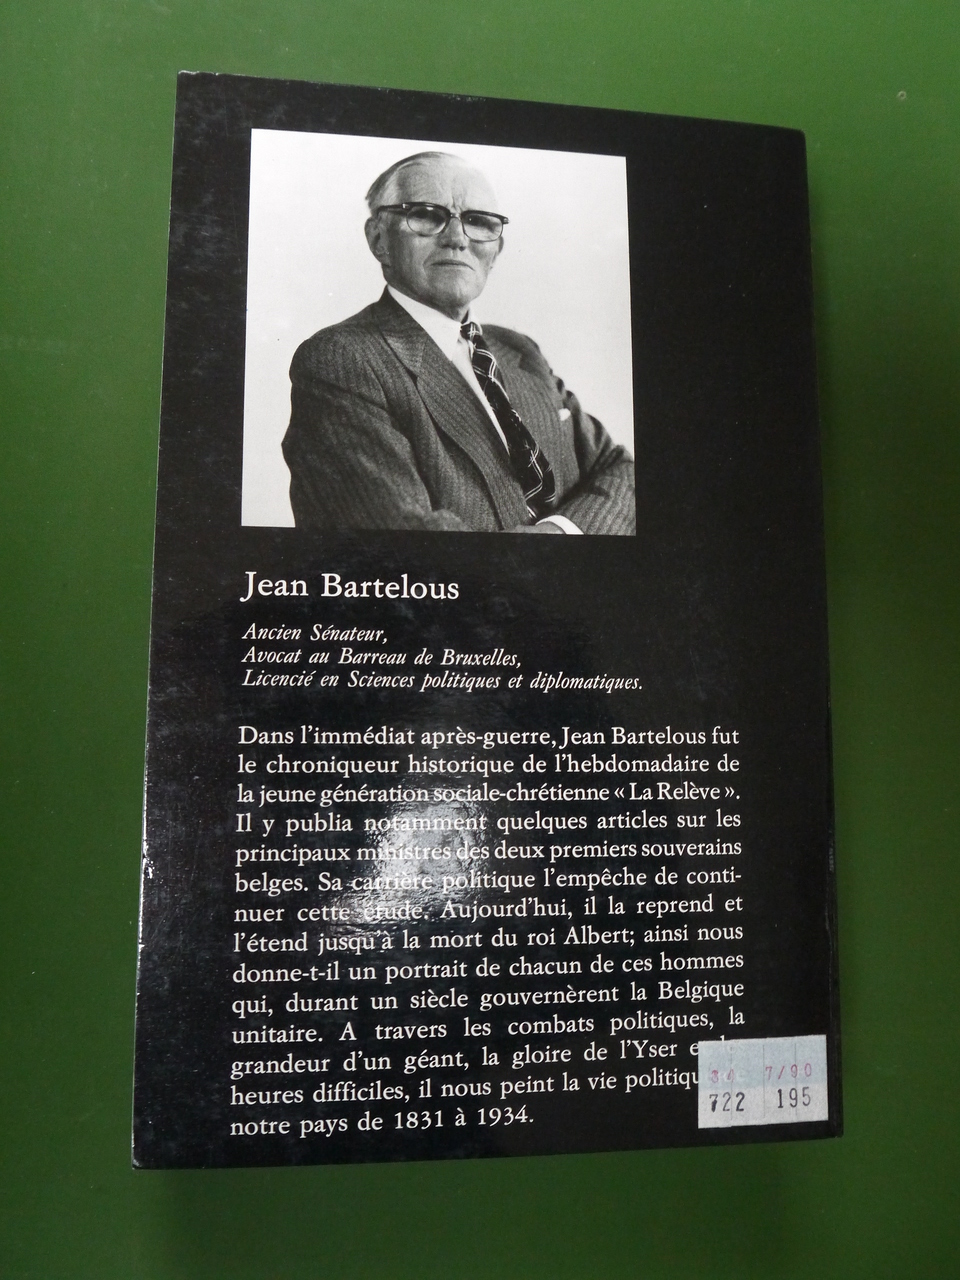 Jean Bartelous
Ancien Sénateur,
Avocat au Barreau de Bruxelles,
Licencié en Sciences politiques et diplomatiques.
Dans l'immédiat après-guerre, Jean Bartelous fut
le chroniqueur historique de l'hebdomadaire de
la jeune génération sociale-chrétienne « La Relève ».
Il y publia notamment quelques articles sur les
principaux ministres des deux premiers souverains
belges. Sa carrière politique l'empêche de conti-
nuer cette étude. Aujourd'hui, il la reprend et
l'étend jusqu'à la mort du roi Albert; ainsi nous
donne-t-il un portrait de chacun de ces hommes
qui, durant un siècle gouvernèrent la Belgique
unitaire. A travers les combats politiques, la
grandeur d'un géant, la gloire de l'Yser
heures difficiles, il nous peint la vie politiqu
notre pays de 1831 à 1934.
34 7/90
722 195